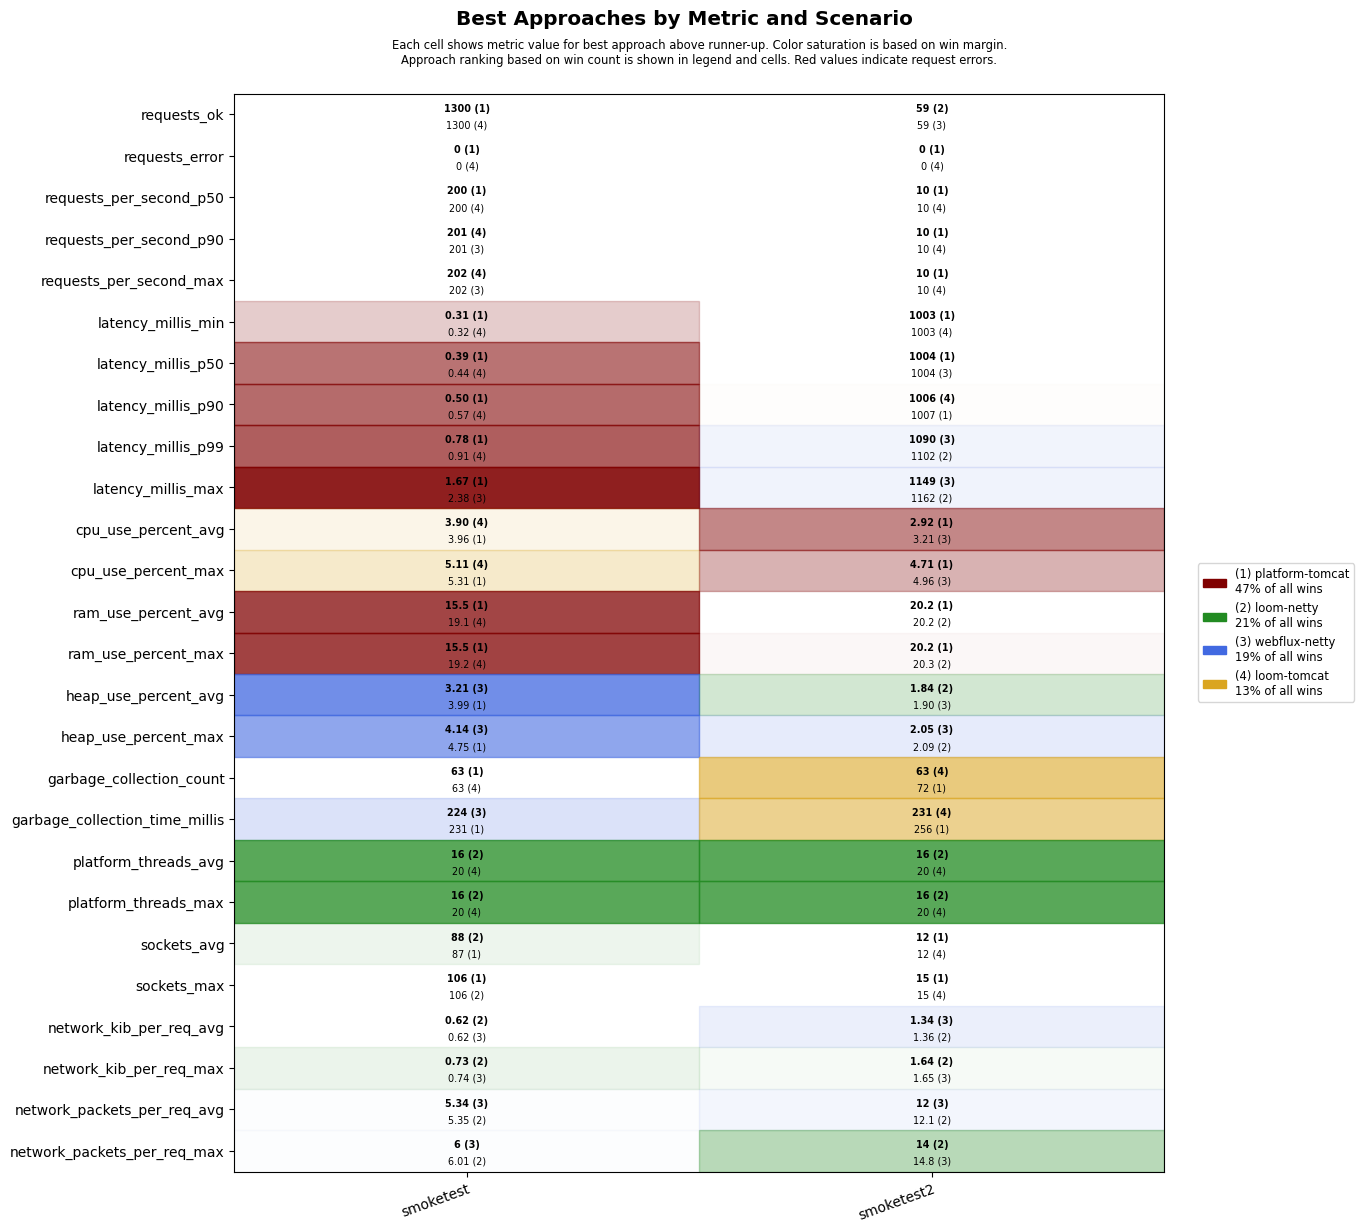 Best Approaches by Metric and Scenario
Each cell shows metric value for best approach above runner-up. Color saturation is based on win margin.
Approach ranking based on win count is shown in legend and cells. Red values indicate request errors.
requests_ok
1300 (1)
1300 (4)
59 (2)
59 (3)
requests_error
0 (1)
0 (4)
0 (1)
0 (4)
requests_per_second_p50
200 (1)
200 (4)
10 (1)
10 (4)
requests_per_second_p90
201 (4)
201 (3)
10 (1)
10 (4)
requests_per_second_max
202 (4)
202 (3)
10 (1)
10 (4)
latency_millis_min
0.31 (1)
0.32 (4)
1003 (1)
1003 (4)
latency_millis_p50
0.39 (1)
0.44 (4)
1004 (1)
1004 (3)
latency_millis_p90
0.50 (1)
0.57 (4)
1006 (4)
1007 (1)
latency_millis_p99
0.78 (1)
0.91 (4)
1090 (3)
1102 (2)
latency_millis_max
1.67 (1)
2.38 (3)
1149 (3)
1162 (2)
cpu_use_percent_avg
3.90 (4)
3.96 (1)
2.92 (1)
3.21 (3)
cpu_use_percent_max
5.11 (4)
5.31 (1)
4.71 (1)
4.96 (3)
ram_use_percent_avg
15.5 (1)
19.1 (4)
20.2 (1)
20.2 (2)
ram_use_percent_max
15.5 (1)
19.2 (4)
20.2 (1)
20.3 (2)
heap_use_percent_avg
3.21 (3)
3.99 (1)
1.84 (2)
1.90 (3)
heap_use_percent_max
4.14 (3)
4.75 (1)
2.05 (3)
2.09 (2)
garbage_collection_count
63 (1)
63 (4)
63 (4)
72 (1)
garbage_collection_time_millis
224 (3)
231 (1)
231 (4)
256 (1)
platform_threads_avg
16 (2)
20 (4)
16 (2)
20 (4)
platform_threads_max
16 (2)
20 (4)
16 (2)
20 (4)
sockets_avg
88 (2)
87 (1)
12 (1)
12 (4)
sockets_max
106 (1)
106 (2)
15 (1)
15 (4)
network_kib_per_req_avg
0.62 (2)
0.62 (3)
1.34 (3)
1.36 (2)
network_kib_per_req_max
0.73 (2)
0.74 (3)
1.64 (2)
1.65 (3)
network_packets_per_req_avg
5.34 (3)
5.35 (2)
12 (3)
12.1 (2)
network_packets_per_req_max
6 (3)
6.01 (2)
14 (2)
14.8 (3)
smoketest
smoketest2
(1) platform-tomcat
47% of all wins
(2) loom-netty
21% of all wins
(3) webflux-netty
19% of all wins
(4) loom-tomcat
13% of all wins